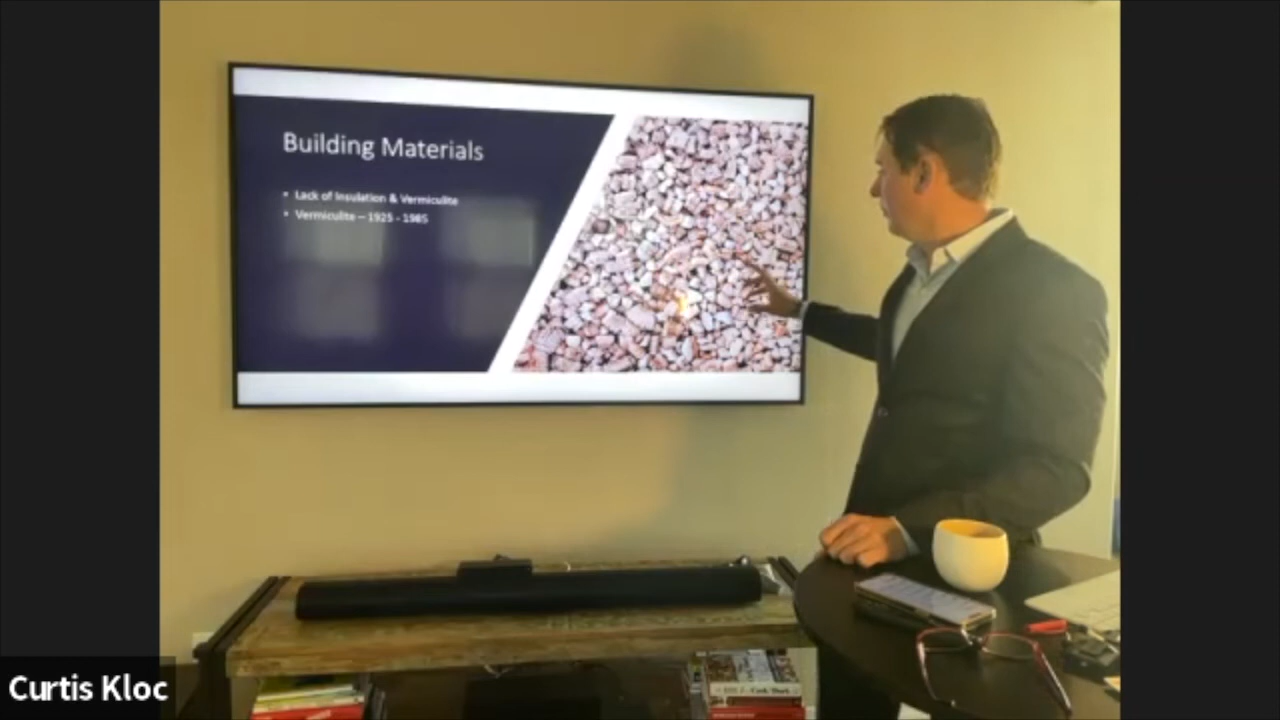 Building Materials
• Lack of Insulation & Vermiculite
• Vermiculite – 1925 - 1985
Curtis Kloc